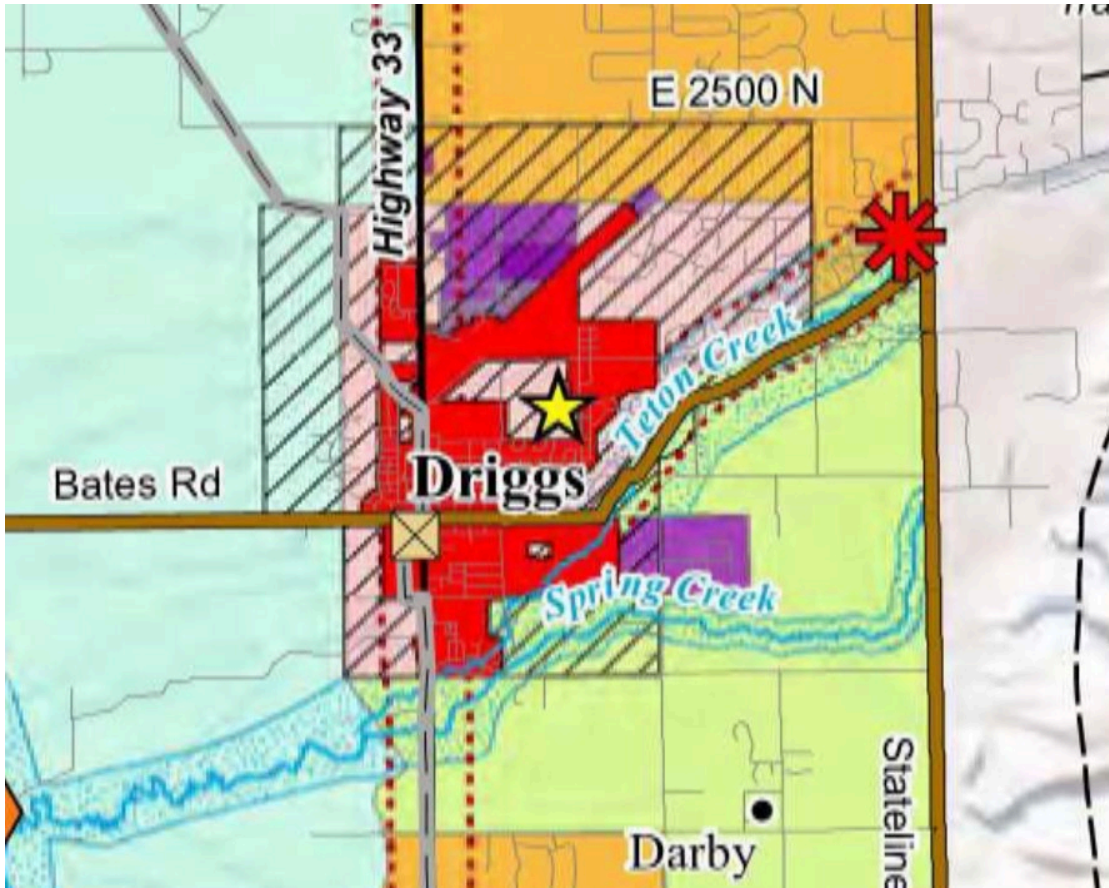 Highway 33
E 2500 N
Teton Creek
Bates Rd
Driggs
Spring Creek
Stateline
Darby